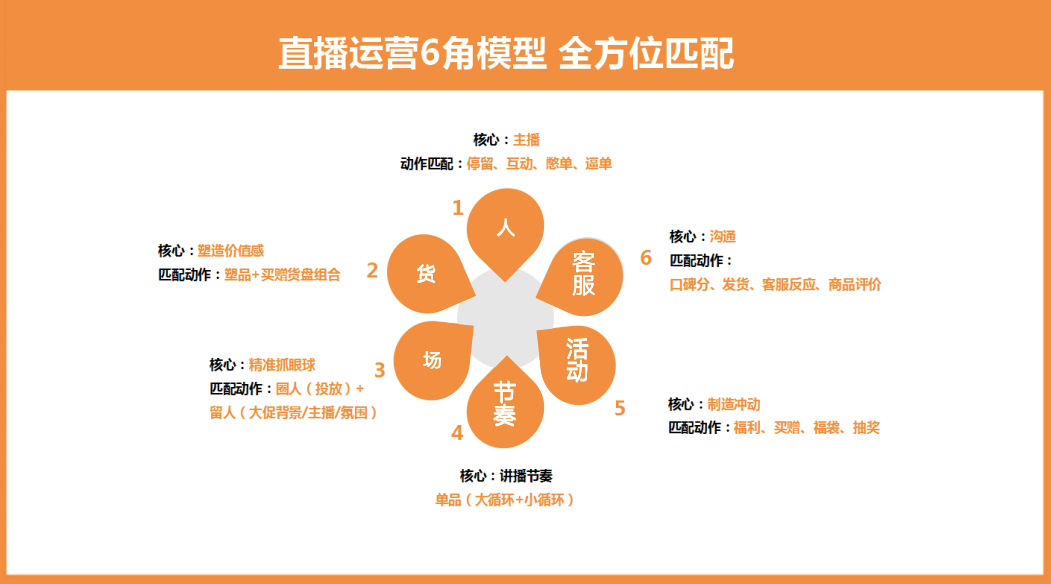 直播运营6角模型 全方位匹配
核心：主播
动作匹配：停留、互动、憋单、逼单
1
人
核心：塑造价值感
匹配动作：塑品+买赠货盘组合
2
货
核心：精准抓眼球
匹配动作：圈人（投放）+
留人（大促背景/主播/氛围）
3
场
4
节奏
核心：讲播节奏
单品（大循环+小循环）
5
活动
核心：制造冲动
匹配动作：福利、买赠、福袋、抽奖
6
客服
核心：沟通
匹配动作：
口碑分、发货、客服反应、商品评价